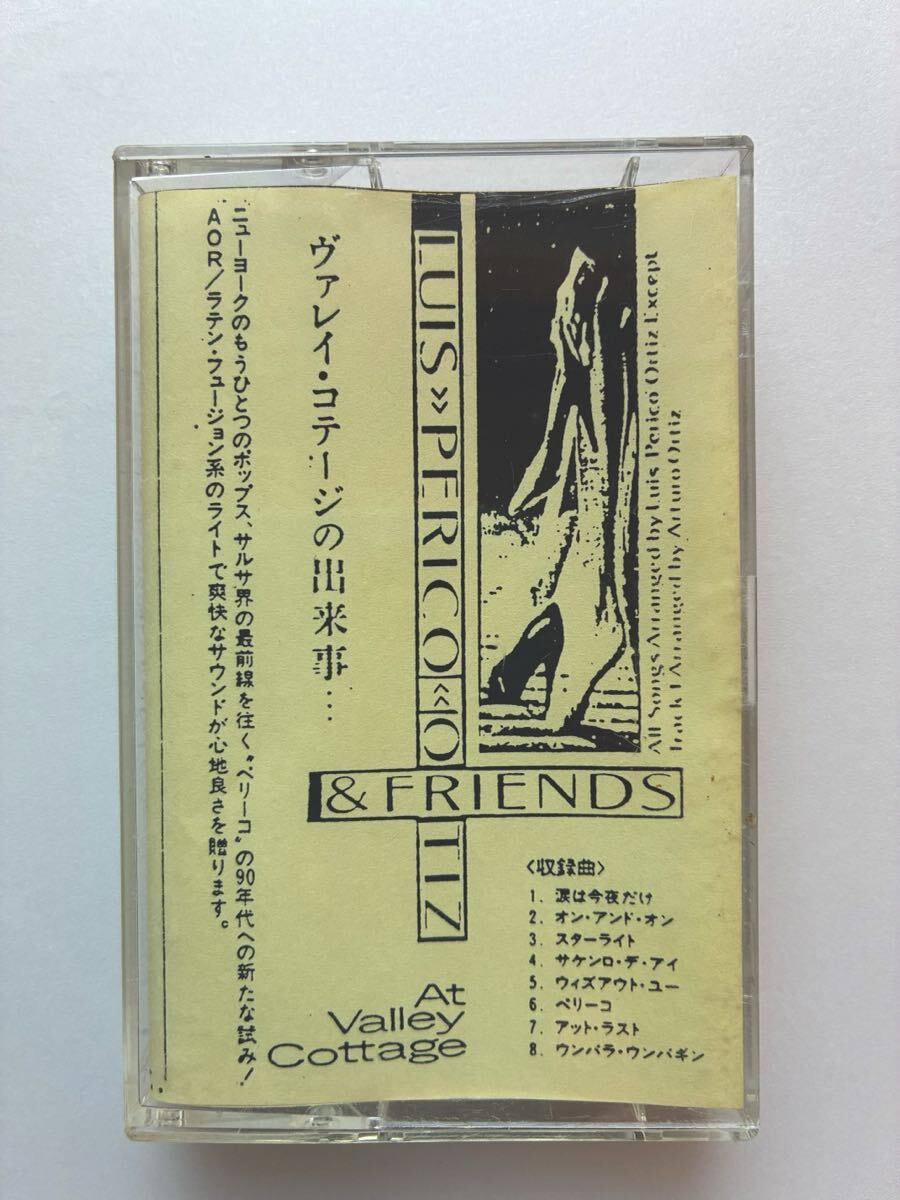 ニューヨークのもうひとつのポップス、サルサ界の最前線を往く“ペリーコ”の90年代への新たな試み!
AOR/ラテン・フュージョン系のライトで爽快なサウンドが心地良さを贈ります。
ヴァレイ・コテージの出来事…
LUIS PERICO ORTIZ
& FRIENDS
At
Valley
Cottage
All Songs Arranged by Luis Perico Ortiz Except
Track 1 Arranged by Arturo Ortiz
〈収録曲〉
1. 涙は今夜だけ
2. オン・アンド・オン
3. スターライト
4. サケンロ・デ・アイ
5. ウィズアウト・ユー
6. ペリーコ
7. アット・ラスト
8. ウンバラ・ウンバギン